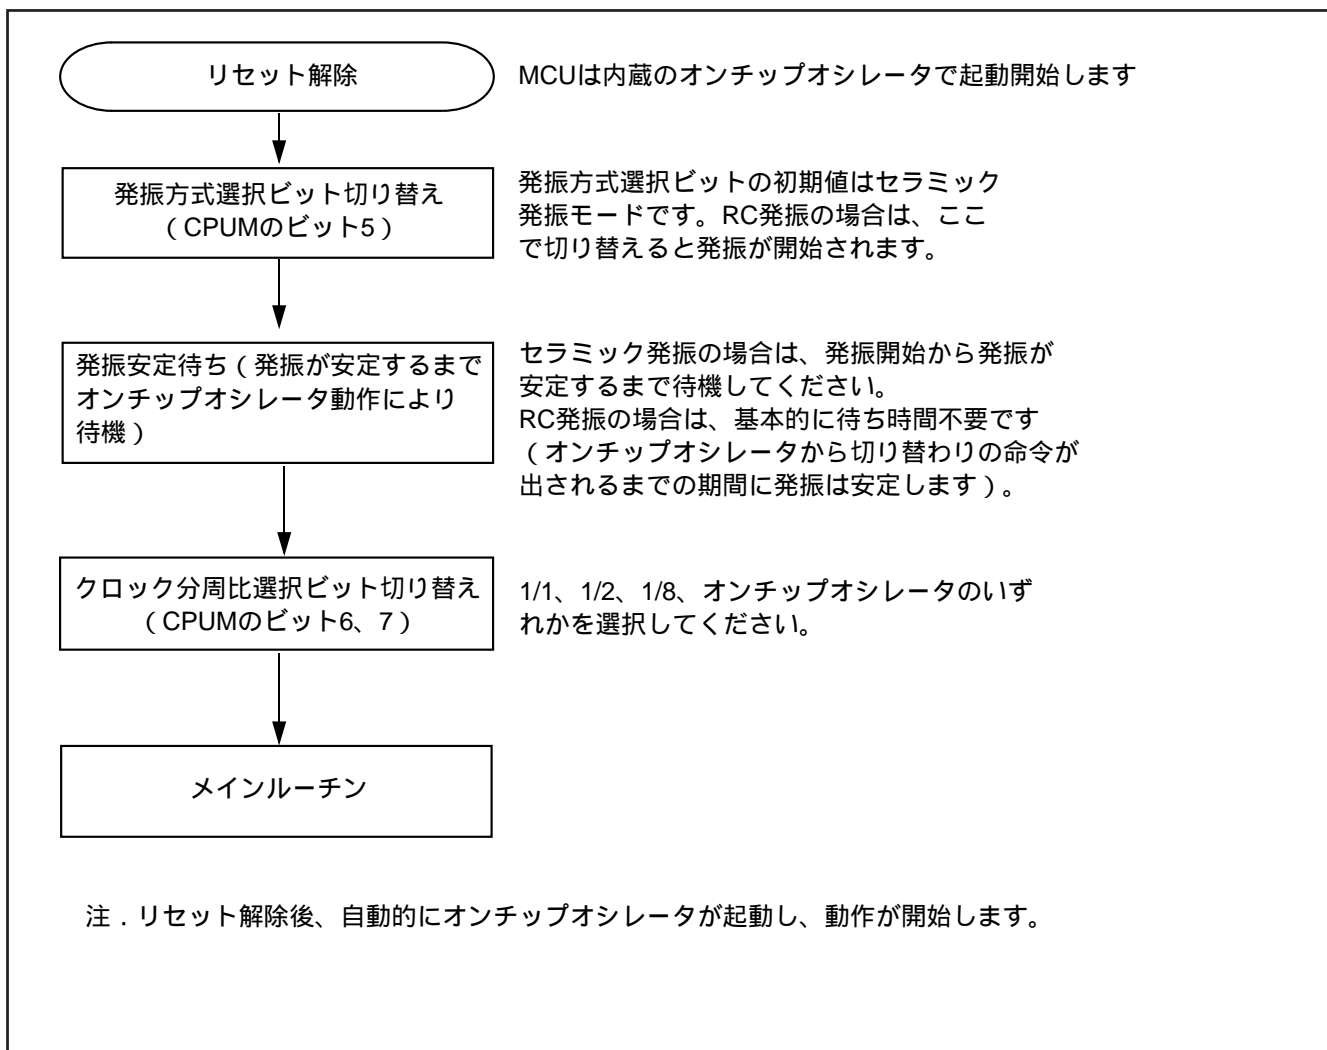 リセット解除
MCUは内蔵のオンチップオシレータで起動開始します
発振方式選択ビット切り替え
（CPUMのビット5）
発振方式選択ビットの初期値はセラミック
発振モードです。RC発振の場合は、ここ
で切り替えると発振が開始されます。
発振安定待ち（発振が安定するまで
オンチップオシレータ動作により
待機）
セラミック発振の場合は、発振開始から発振が
安定するまで待機してください。
RC発振の場合は、基本的に待ち時間不要です
（オンチップオシレータから切り替わりの命令が
出されるまでの期間に発振は安定します）。
クロック分周比選択ビット切り替え
（CPUMのビット6、7）
1/1、1/2、1/8、オンチップオシレータのいず
れかを選択してください。
メインルーチン
注．リセット解除後、自動的にオンチップオシレータが起動し、動作が開始します。